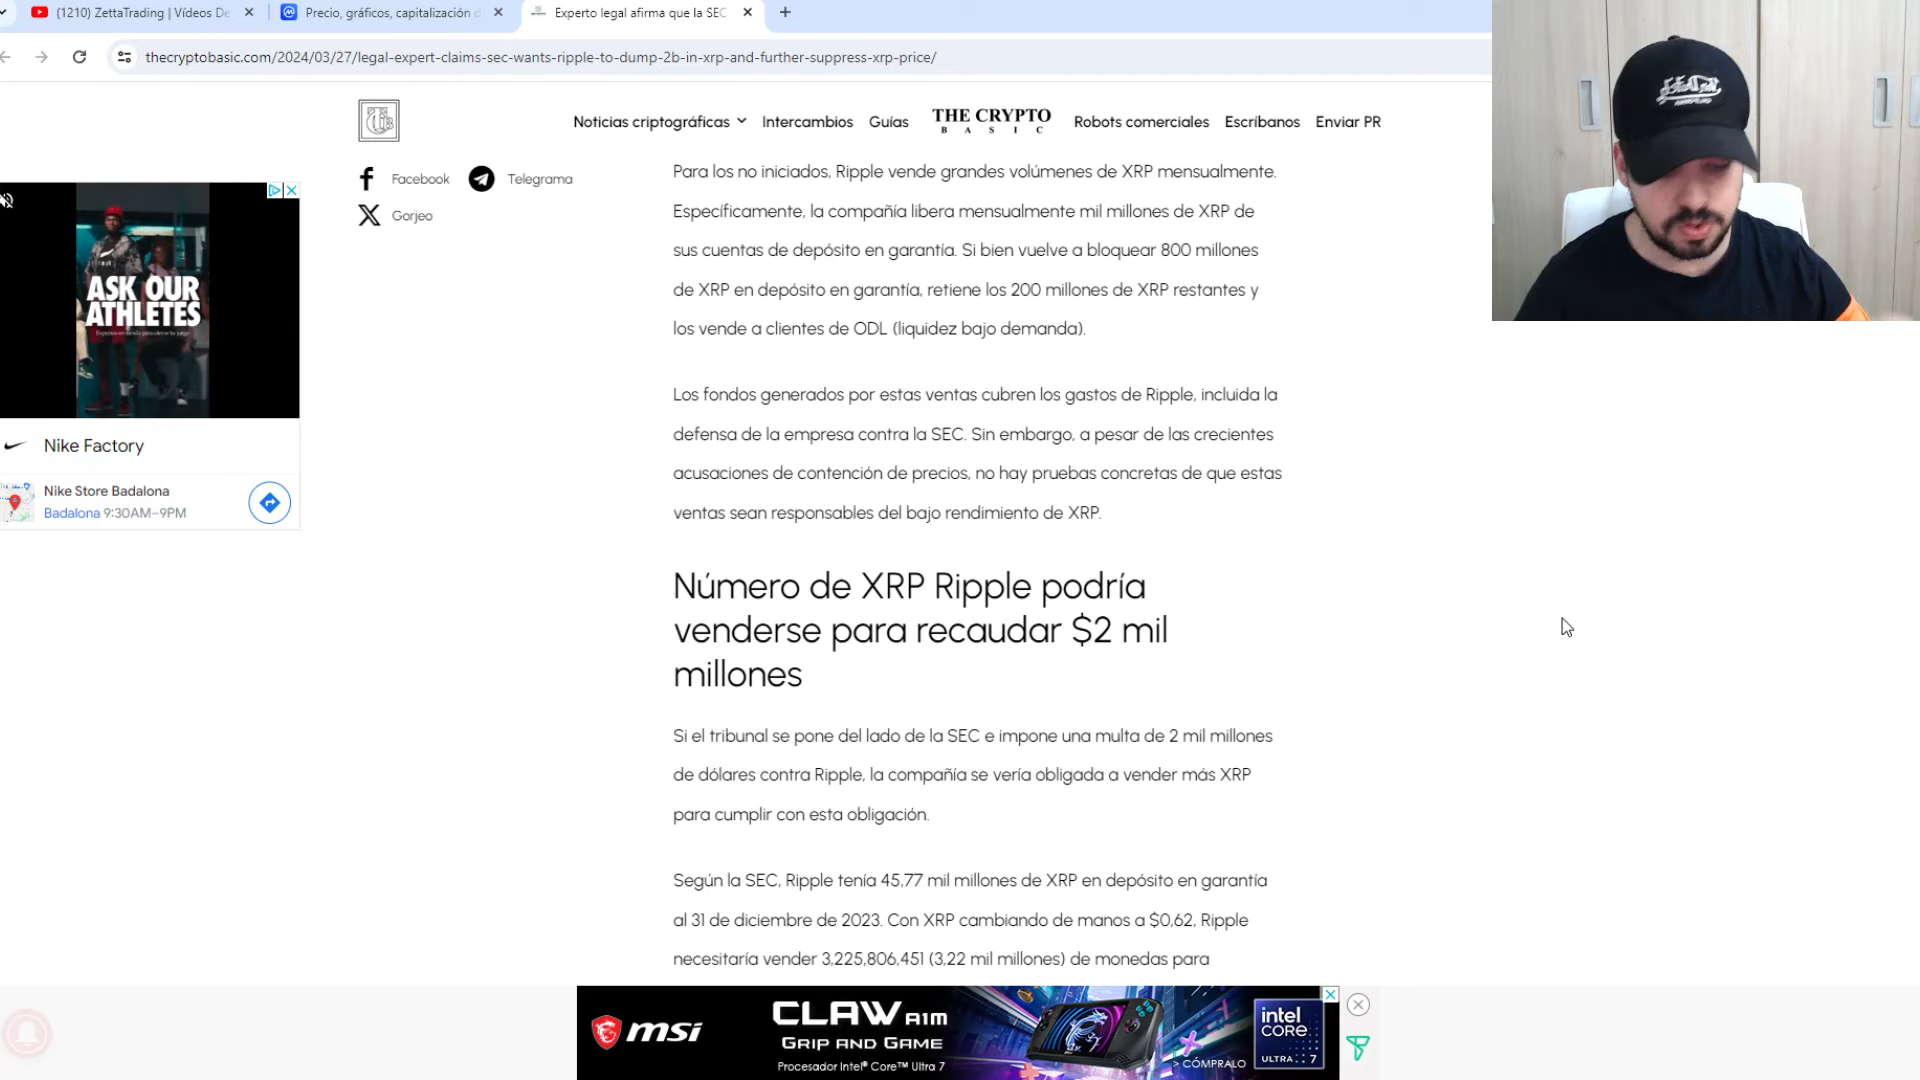 (1210) ZettaTrading | Vídeos De
Precio, gráficos, capitalización d
Experto legal afirma que la SEC
thecryptobasic.com/2024/03/27/legal-expert-claims-sec-wants-ripple-to-dump-2b-in-xrp-and-further-suppress-xrp-price/
Noticias criptográficas
Intercambios
Guías
THE CRYPTO
BASIC
Robots comerciales
Escríbanos
Enviar PR
Facebook
Telegrama
Gorjeo
Para los no iniciados, Ripple vende grandes volúmenes de XRP mensualmente.
Específicamente, la compañía libera mensualmente mil millones de XRP de
sus cuentas de depósito en garantía. Si bien vuelve a bloquear 800 millones
de XRP en depósito en garantía, retiene los 200 millones de XRP restantes y
los vende a clientes de ODL (liquidez bajo demanda).
Los fondos generados por estas ventas cubren los gastos de Ripple, incluida la
defensa de la empresa contra la SEC. Sin embargo, a pesar de las crecientes
acusaciones de contención de precios, no hay pruebas concretas de que estas
ventas sean responsables del bajo rendimiento de XRP.
Número de XRP Ripple podría
venderse para recaudar $2 mil
millones
Si el tribunal se pone del lado de la SEC e impone una multa de 2 mil millones
de dólares contra Ripple, la compañía se vería obligada a vender más XRP
para cumplir con esta obligación.
Según la SEC, Ripple tenía 45,77 mil millones de XRP en depósito en garantía
al 31 de diciembre de 2023. Con XRP cambiando de manos a $0,62, Ripple
necesitaría vender 3,225,806,451 (3,22 mil millones) de monedas para
ASK OUR
ATHLETES
Nike Factory
Nike Store Badalona
Badalona 9:30AM–9PM
msi
CLAW A1M
GRIP AND GAME
Procesador Intel® Core™ Ultra 7
> CÓMPRALO
intel
CORE
ULTRA 7